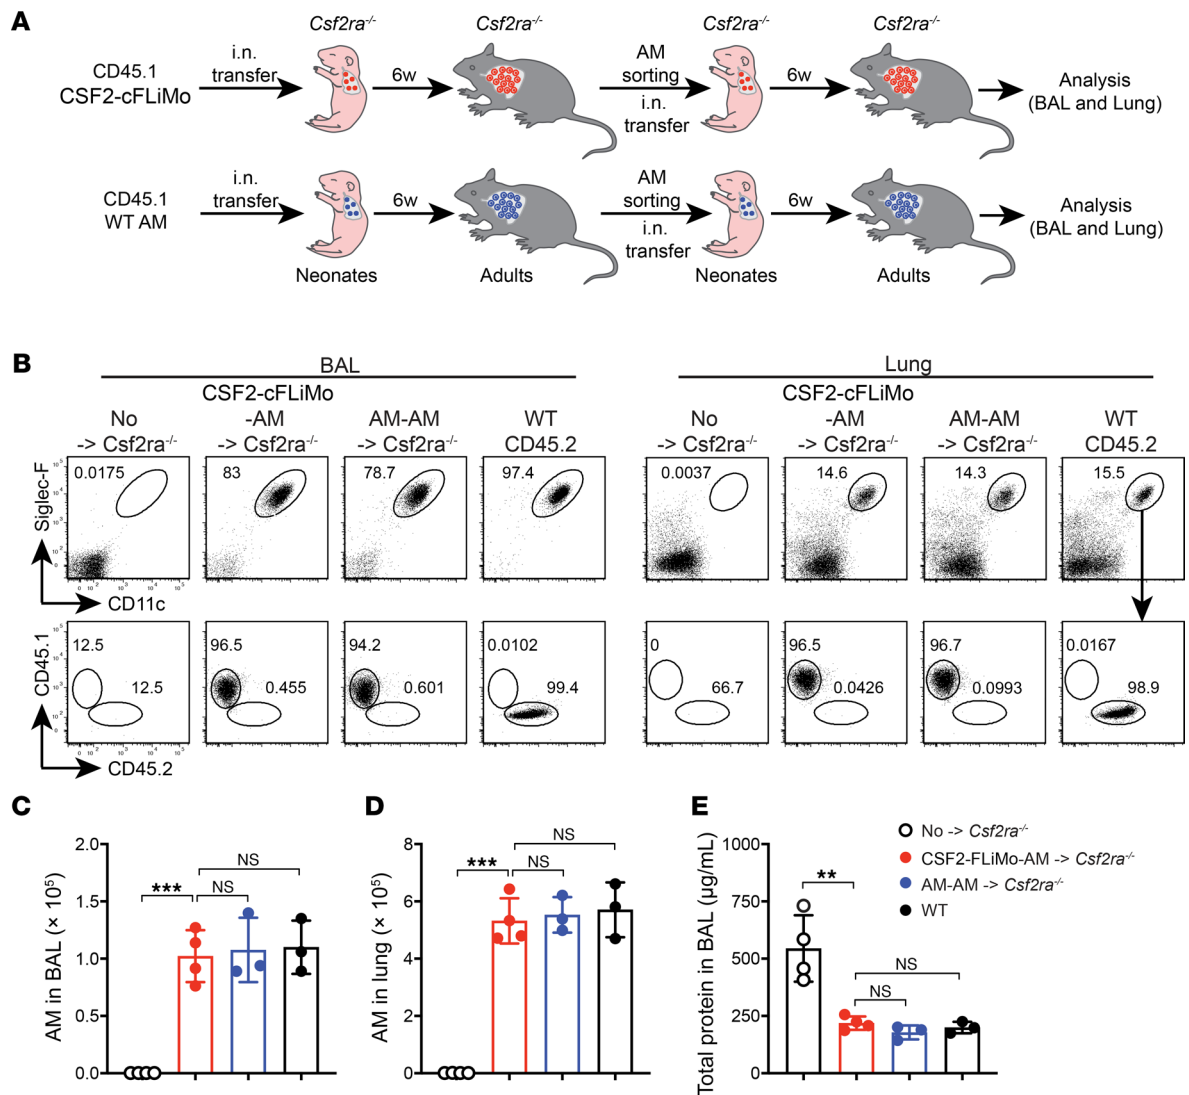 A
CD45.1
CSF2-cFLiMo
i.n.
transfer
Csf2ra-/-
6w
Csf2ra-/-
AM
sorting
i.n.
transfer
Csf2ra-/-
6w
Csf2ra-/-
Analysis
(BAL and Lung)
CD45.1
WT AM
i.n.
transfer
6w
AM
sorting
i.n.
transfer
6w
Analysis
(BAL and Lung)
Neonates
Adults
Neonates
Adults
B
BAL
Lung
CSF2-cFLiMo
CSF2-cFLiMo
No
-AM
AM-AM
WT
No
-AM
AM-AM
WT
-> Csf2ra-/-
-> Csf2ra-/-
-> Csf2ra-/-
CD45.2
-> Csf2ra-/-
-> Csf2ra-/-
-> Csf2ra-/-
CD45.2
Siglec-F
CD11c
0.0175
83
78.7
97.4
0.0037
14.6
14.3
15.5
CD45.1
CD45.2
12.5
12.5
96.5
0.455
94.2
0.601
0.0102
99.4
0
66.7
96.5
0.0426
96.7
0.0993
0.0167
98.9
C
AM in BAL (× 10⁵)
2.0
1.5
1.0
0.5
0.0
***
NS
NS
D
AM in lung (× 10⁵)
8
6
4
2
0
***
NS
NS
E
Total protein in BAL (µg/mL)
1000
750
500
250
0
**
NS
NS
No -> Csf2ra-/-
CSF2-FLiMo-AM -> Csf2ra-/-
AM-AM -> Csf2ra-/-
WT